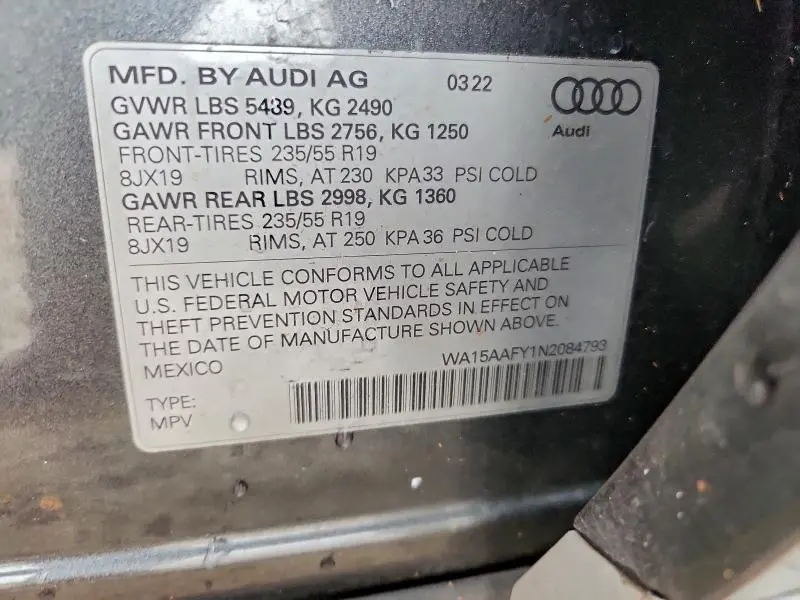 MFD. BY AUDI AG 03 22
GVWR LBS 5489, KG 2490
GAWR FRONT LBS 2756, KG 1250
Audi
FRONT-TIRES 235/55 R19
8JX19 RIMS, AT 230 KPA 33 PSI COLD
GAWR REAR LBS 2998, KG 1360
REAR-TIRES 235/55 R19
8JX19 RIMS, AT 250 KPA 36 PSI COLD
THIS VEHICLE CONFORMS TO ALL APPLICABLE
U.S. FEDERAL MOTOR VEHICLE SAFETY AND
THEFT PREVENTION STANDARDS IN EFFECT ON
THE DATE OF MANUFACTURE SHOWN ABOVE.
MEXICO WA15AAFY1N2084793
TYPE:
MPV